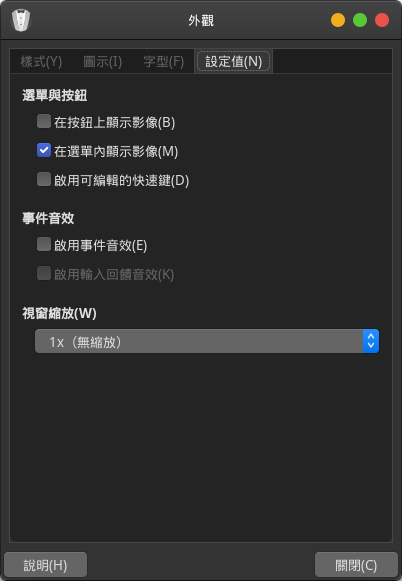 外觀
樣式(Y) 圖示(I) 字型(F) 設定值(N)
選單與按鈕
在按鈕上顯示影像(B)
在選單內顯示影像(M)
啟用可編輯的快速鍵(D)
事件音效
啟用事件音效(E)
啟用輸入回饋音效(K)
視窗縮放(W)
1x（無縮放）
說明(H) 關閉(C)